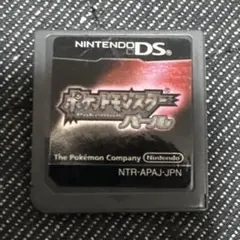 NINTENDO DS
ポケットモンスター
Pokémon
パール
The Pokémon Company Nintendo
NTR-APAJ-JPN